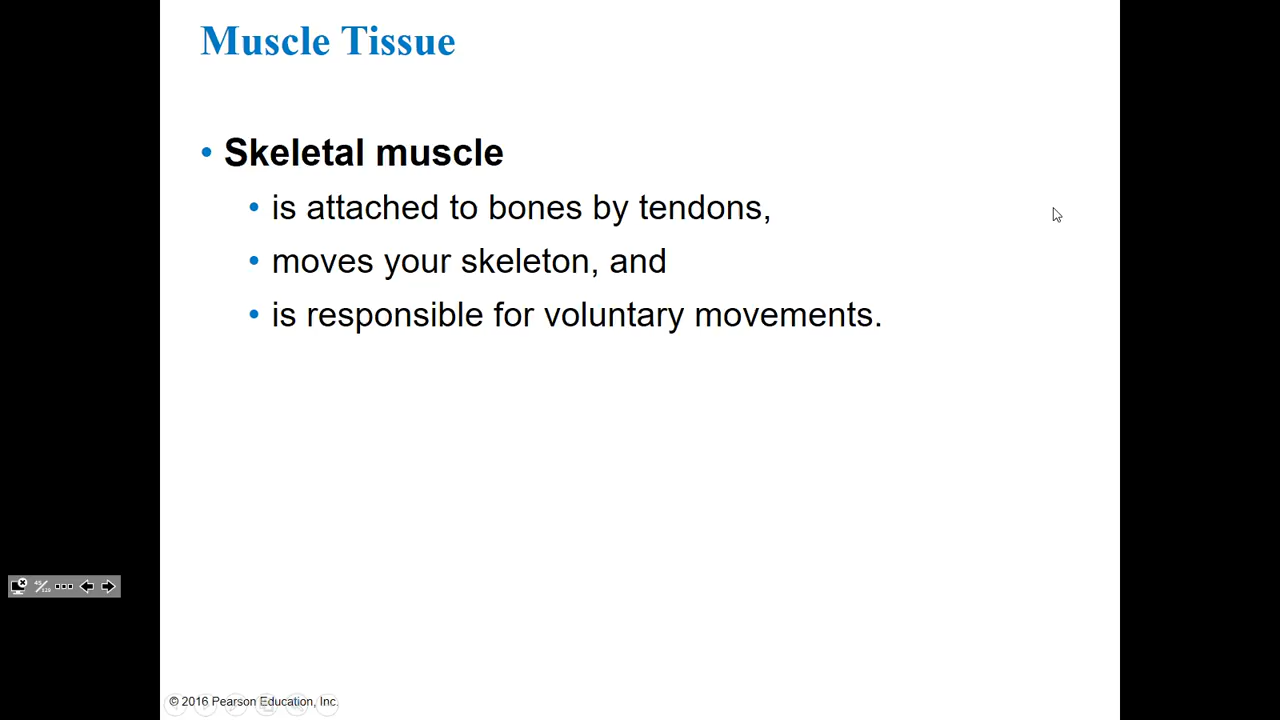 Muscle Tissue
• Skeletal muscle
• is attached to bones by tendons,
• moves your skeleton, and
• is responsible for voluntary movements.
© 2016 Pearson Education, Inc.